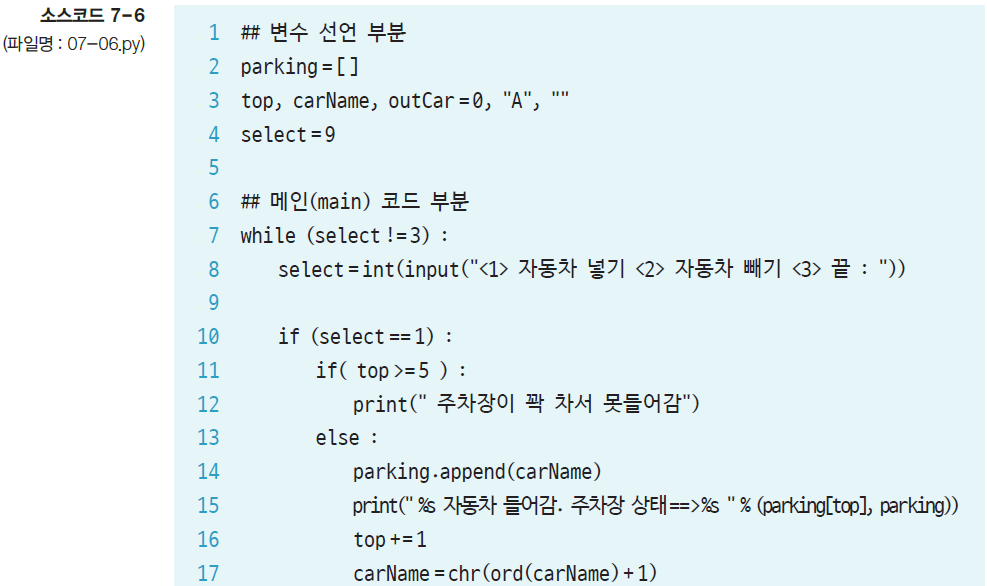 소스코드 7-6
(파일명 : 07-06.py)
1 ## 변수 선언 부분
2 parking=[]
3 top, carName, outCar=0, "A", ""
4 select=9
5
6 ## 메인(main) 코드 부분
7 while (select!=3) :
8     select=int(input("<1> 자동차 넣기 <2> 자동차 빼기 <3> 끝 : "))
9
10     if (select==1) :
11         if( top>=5 ) :
12             print(" 주차장이 꽉 차서 못들어감")
13         else :
14             parking.append(carName)
15             print(" %s 자동차 들어감. 주차장 상태==>%s " % (parking[top], parking))
16             top+=1
17             carName=chr(ord(carName)+1)